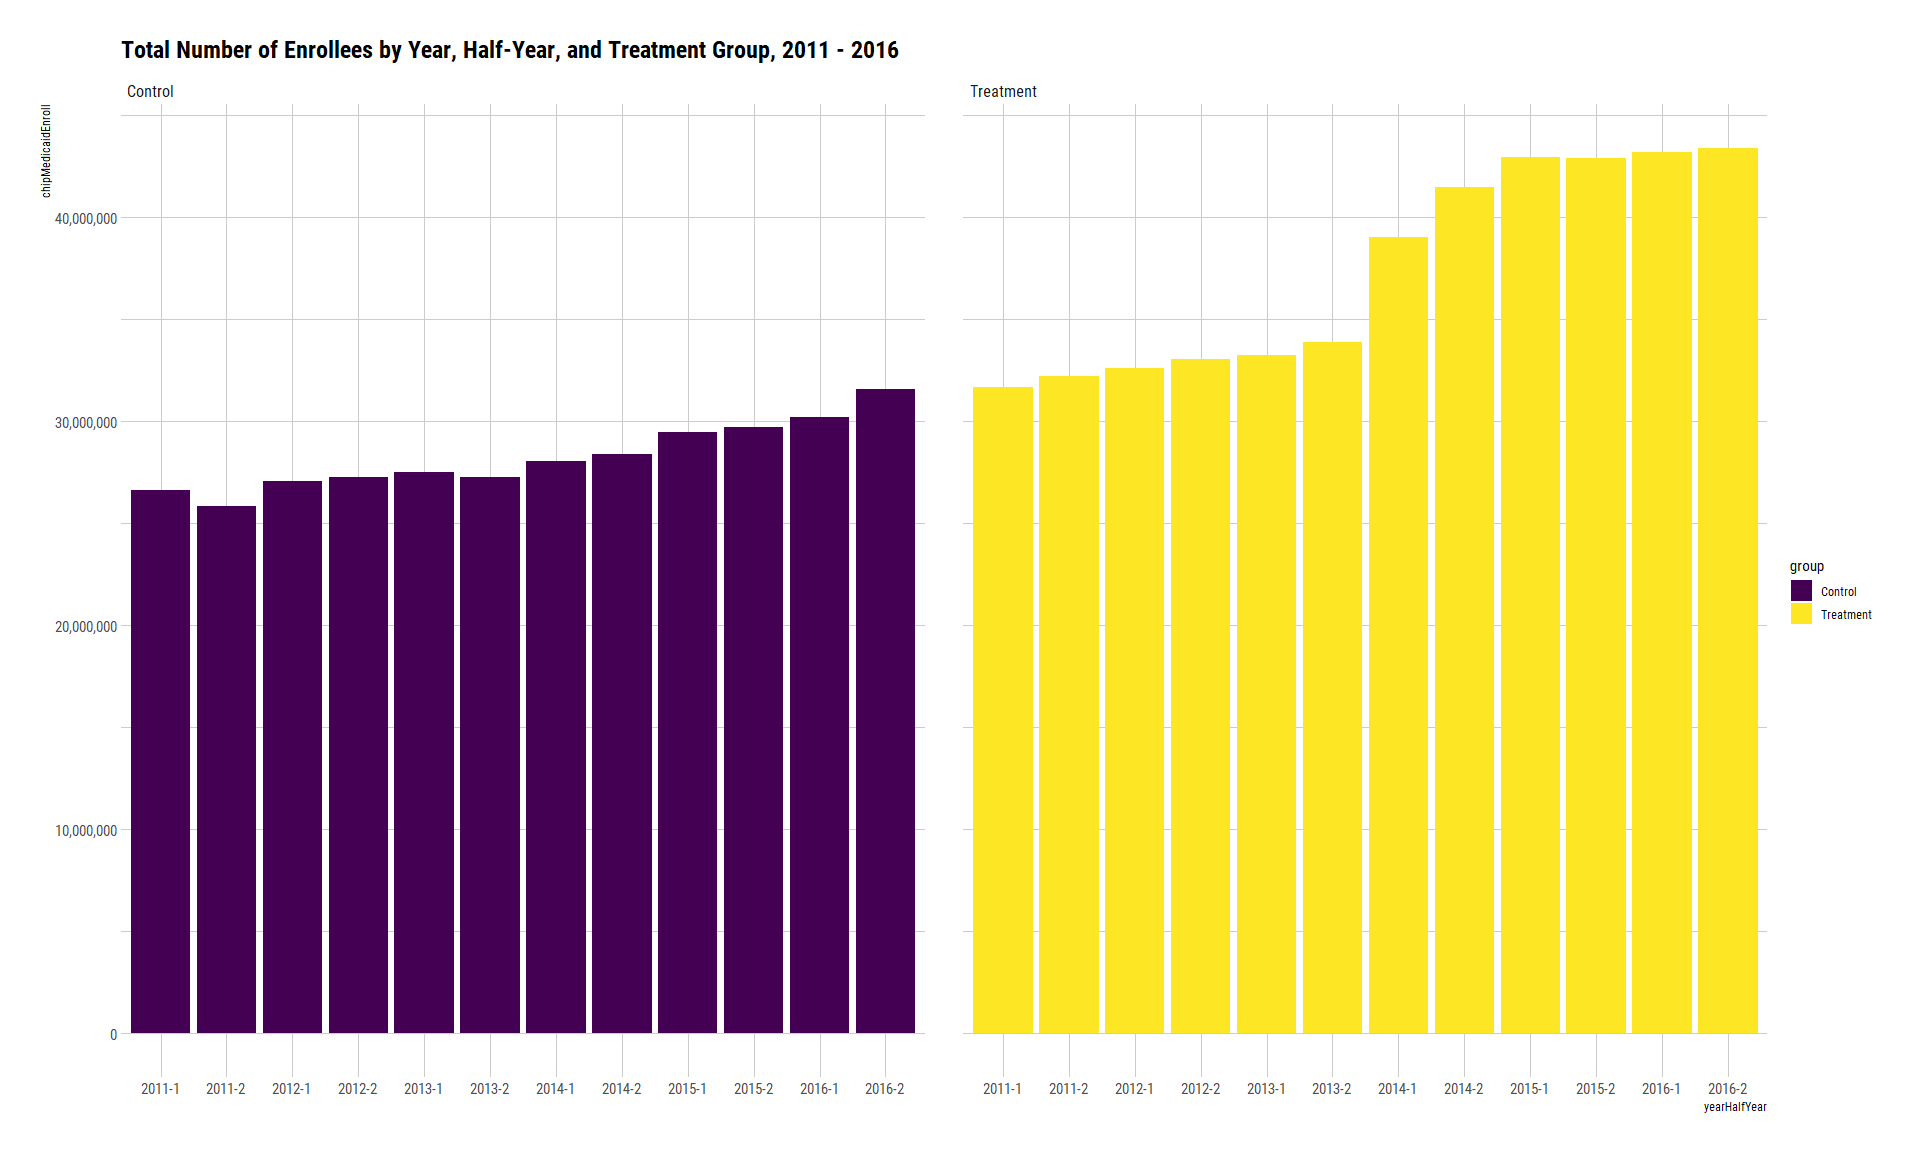 Total Number of Enrollees by Year, Half-Year, and Treatment Group, 2011 - 2016
Control
Treatment
chipMedicaidEnroll
40,000,000
30,000,000
20,000,000
10,000,000
0
2011-1 2011-2 2012-1 2012-2 2013-1 2013-2 2014-1 2014-2 2015-1 2015-2 2016-1 2016-2
2011-1 2011-2 2012-1 2012-2 2013-1 2013-2 2014-1 2014-2 2015-1 2015-2 2016-1 2016-2
yearHalfYear
group
Control
Treatment